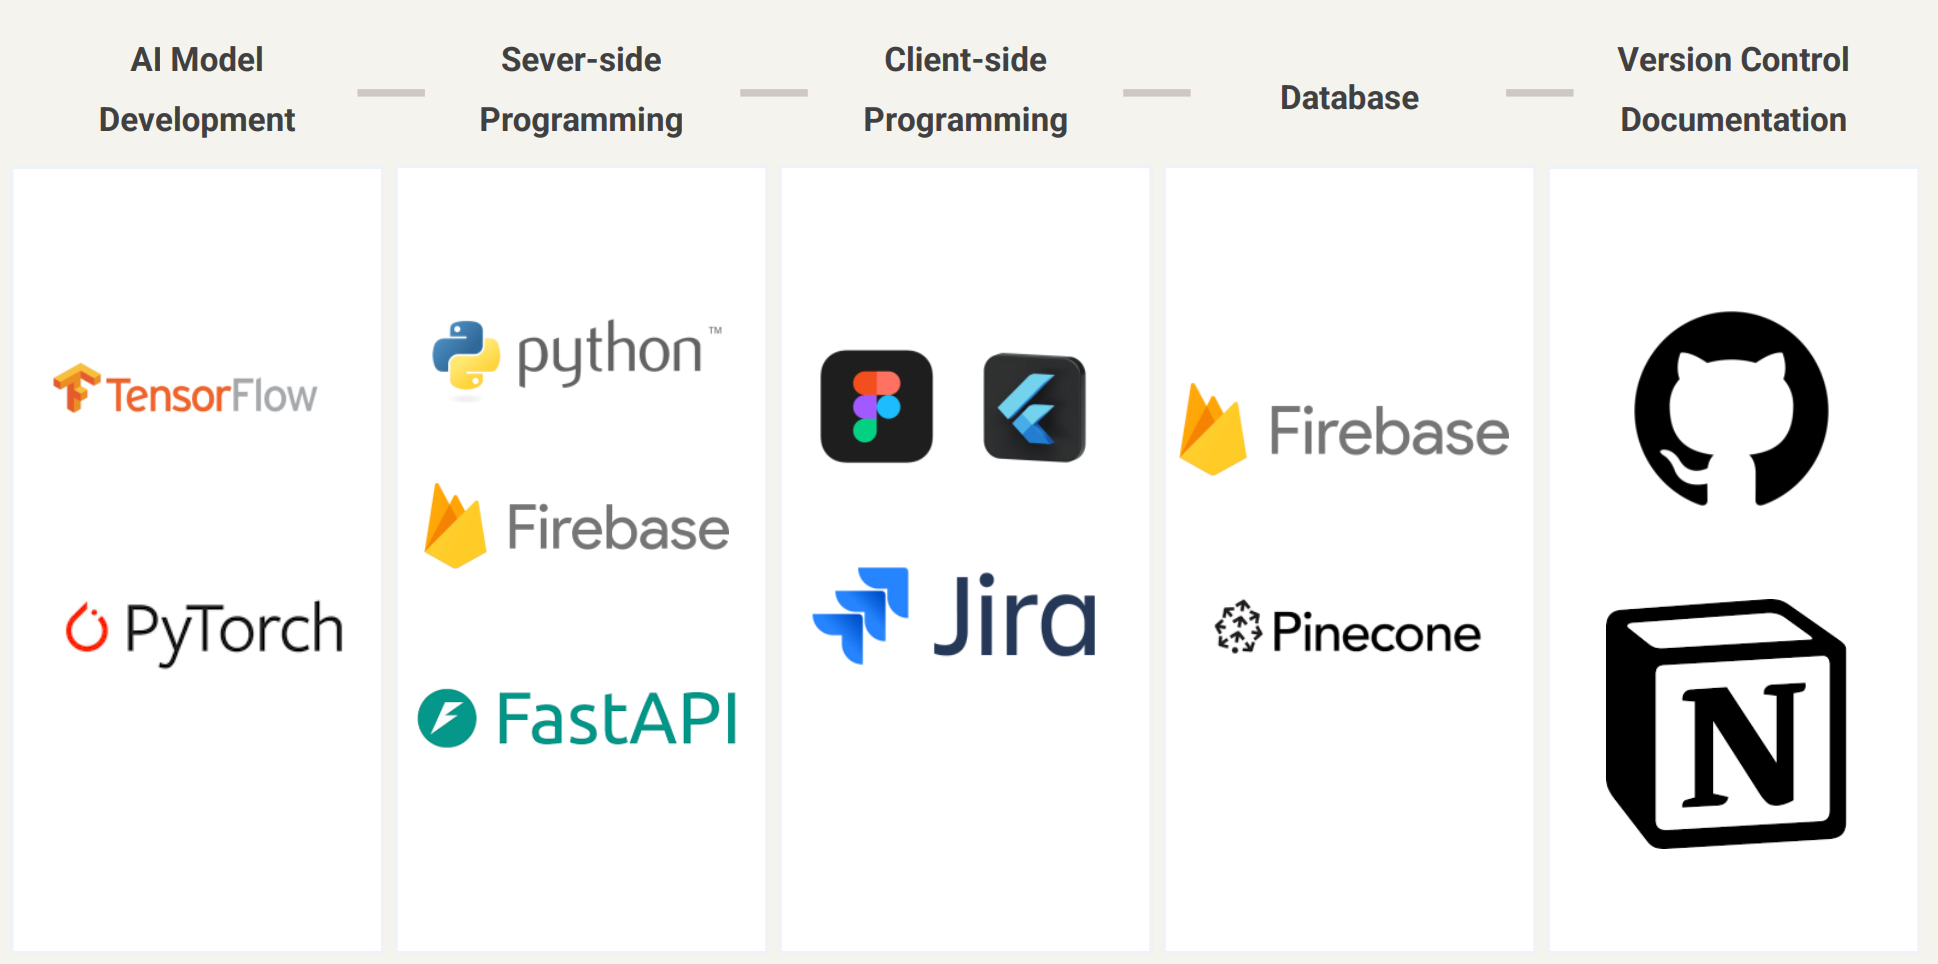 AI Model
Development
Sever-side
Programming
Client-side
Programming
Database
Version Control
Documentation
TensorFlow
PyTorch
python™
Firebase
FastAPI
Jira
Firebase
Pinecone
N